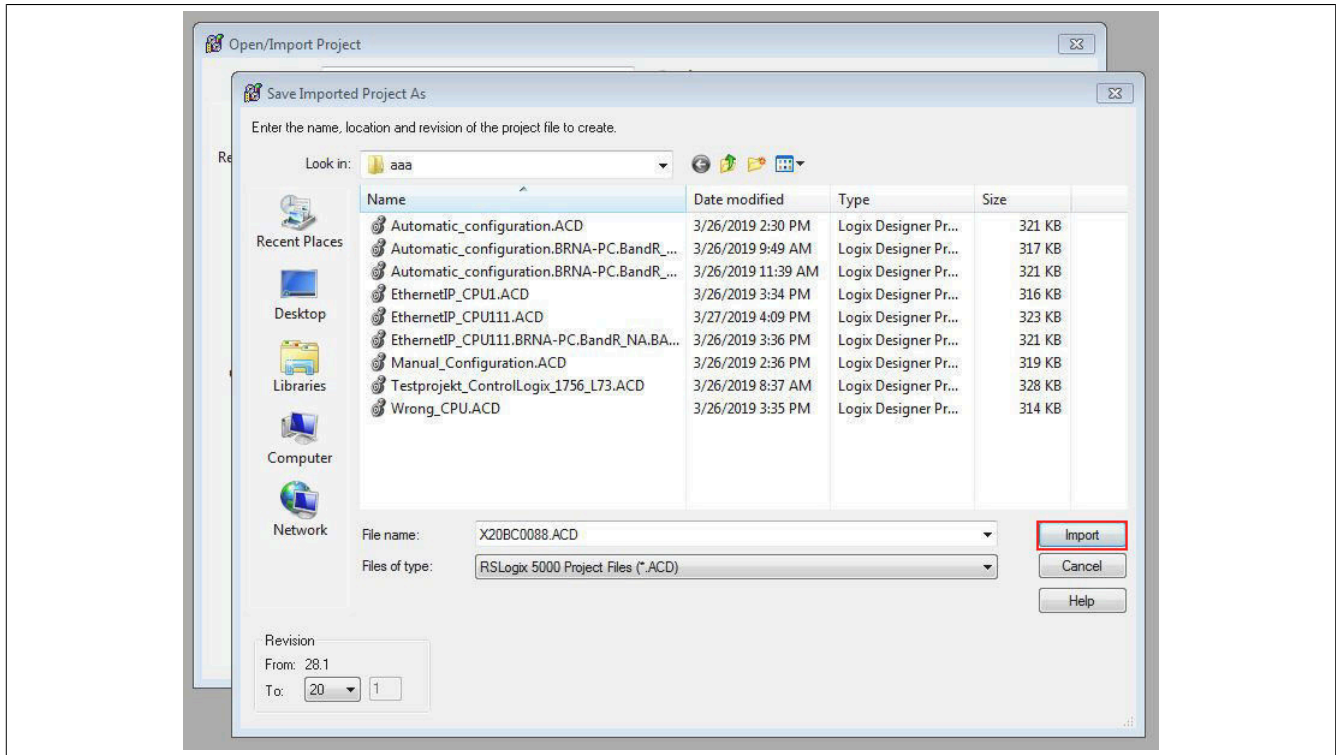 Open/Import Project
Save Imported Project As
Enter the name, location and revision of the project file to create.
Re
Look in: aaa
Name Date modified Type Size
Automatic_configuration.ACD 3/26/2019 2:30 PM Logix Designer Pr... 321 KB
Automatic_configuration.BRNA-PC.BandR_... 3/26/2019 9:49 AM Logix Designer Pr... 317 KB
Automatic_configuration.BRNA-PC.BandR_... 3/26/2019 11:39 AM Logix Designer Pr... 321 KB
EthernetIP_CPU1.ACD 3/26/2019 3:34 PM Logix Designer Pr... 316 KB
EthernetIP_CPU111.ACD 3/27/2019 4:09 PM Logix Designer Pr... 323 KB
EthernetIP_CPU111.BRNA-PC.BandR_NA.BA... 3/26/2019 3:36 PM Logix Designer Pr... 321 KB
Manual_Configuration.ACD 3/26/2019 2:36 PM Logix Designer Pr... 319 KB
Testprojekt_ControlLogix_1756_L73.ACD 3/26/2019 8:37 AM Logix Designer Pr... 328 KB
Wrong_CPU.ACD 3/26/2019 3:35 PM Logix Designer Pr... 314 KB
Recent Places
Desktop
Libraries
Computer
Network
File name: X20BC0088.ACD Import
Files of type: RSLogix 5000 Project Files (*.ACD) Cancel
Help
Revision
From: 28.1
To: 20 1